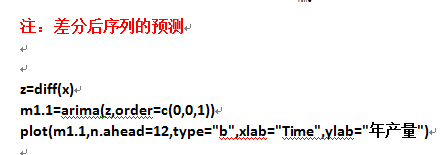 注：差分后序列的预测
z=diff(x)
m1.1=arima(z,order=c(0,0,1))
plot(m1.1,n.ahead=12,type="b",xlab="Time",ylab="年产量")